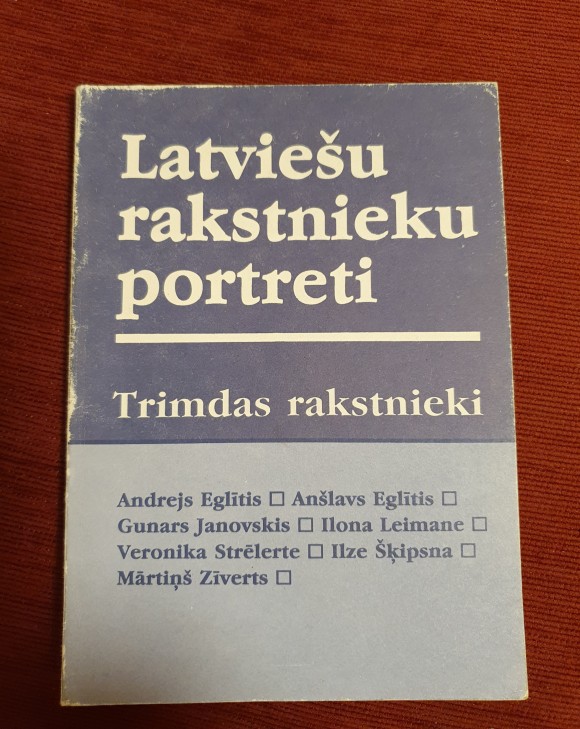 Latviešu
rakstnieku
portreti
Trimdas rakstnieki
Andrejs Eglītis □ Anšlavs Eglītis □
Gunars Janovskis □ Ilona Leimane □
Veronika Strēlerte □ Ilze Šķipsna □
Mārtiņš Zīverts □